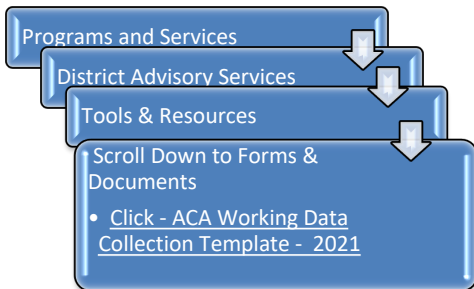 Programs and Services
District Advisory Services
Tools & Resources
• Scroll Down to Forms &
Documents
• Click - ACA Working Data
Collection Template - 2021